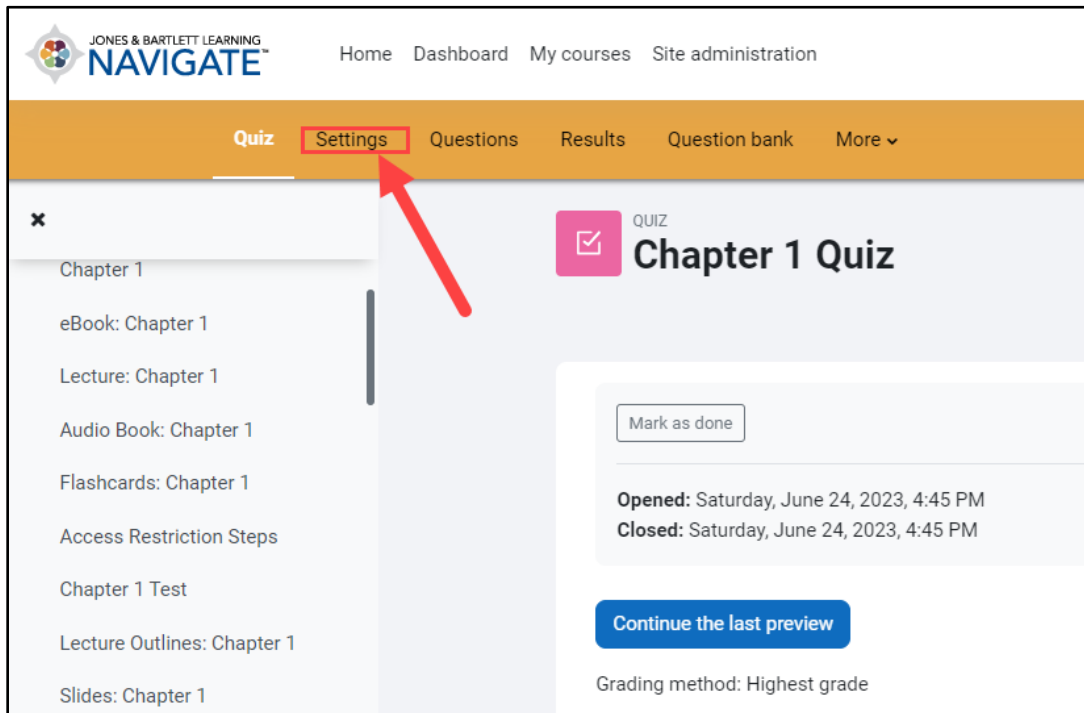 JONES & BARTLETT LEARNING
NAVIGATE™
Home Dashboard My courses Site administration
Quiz Settings Questions Results Question bank More
Chapter 1
eBook: Chapter 1
Lecture: Chapter 1
Audio Book: Chapter 1
Flashcards: Chapter 1
Access Restriction Steps
Chapter 1 Test
Lecture Outlines: Chapter 1
Slides: Chapter 1
QUIZ
Chapter 1 Quiz
Mark as done
Opened: Saturday, June 24, 2023, 4:45 PM
Closed: Saturday, June 24, 2023, 4:45 PM
Continue the last preview
Grading method: Highest grade